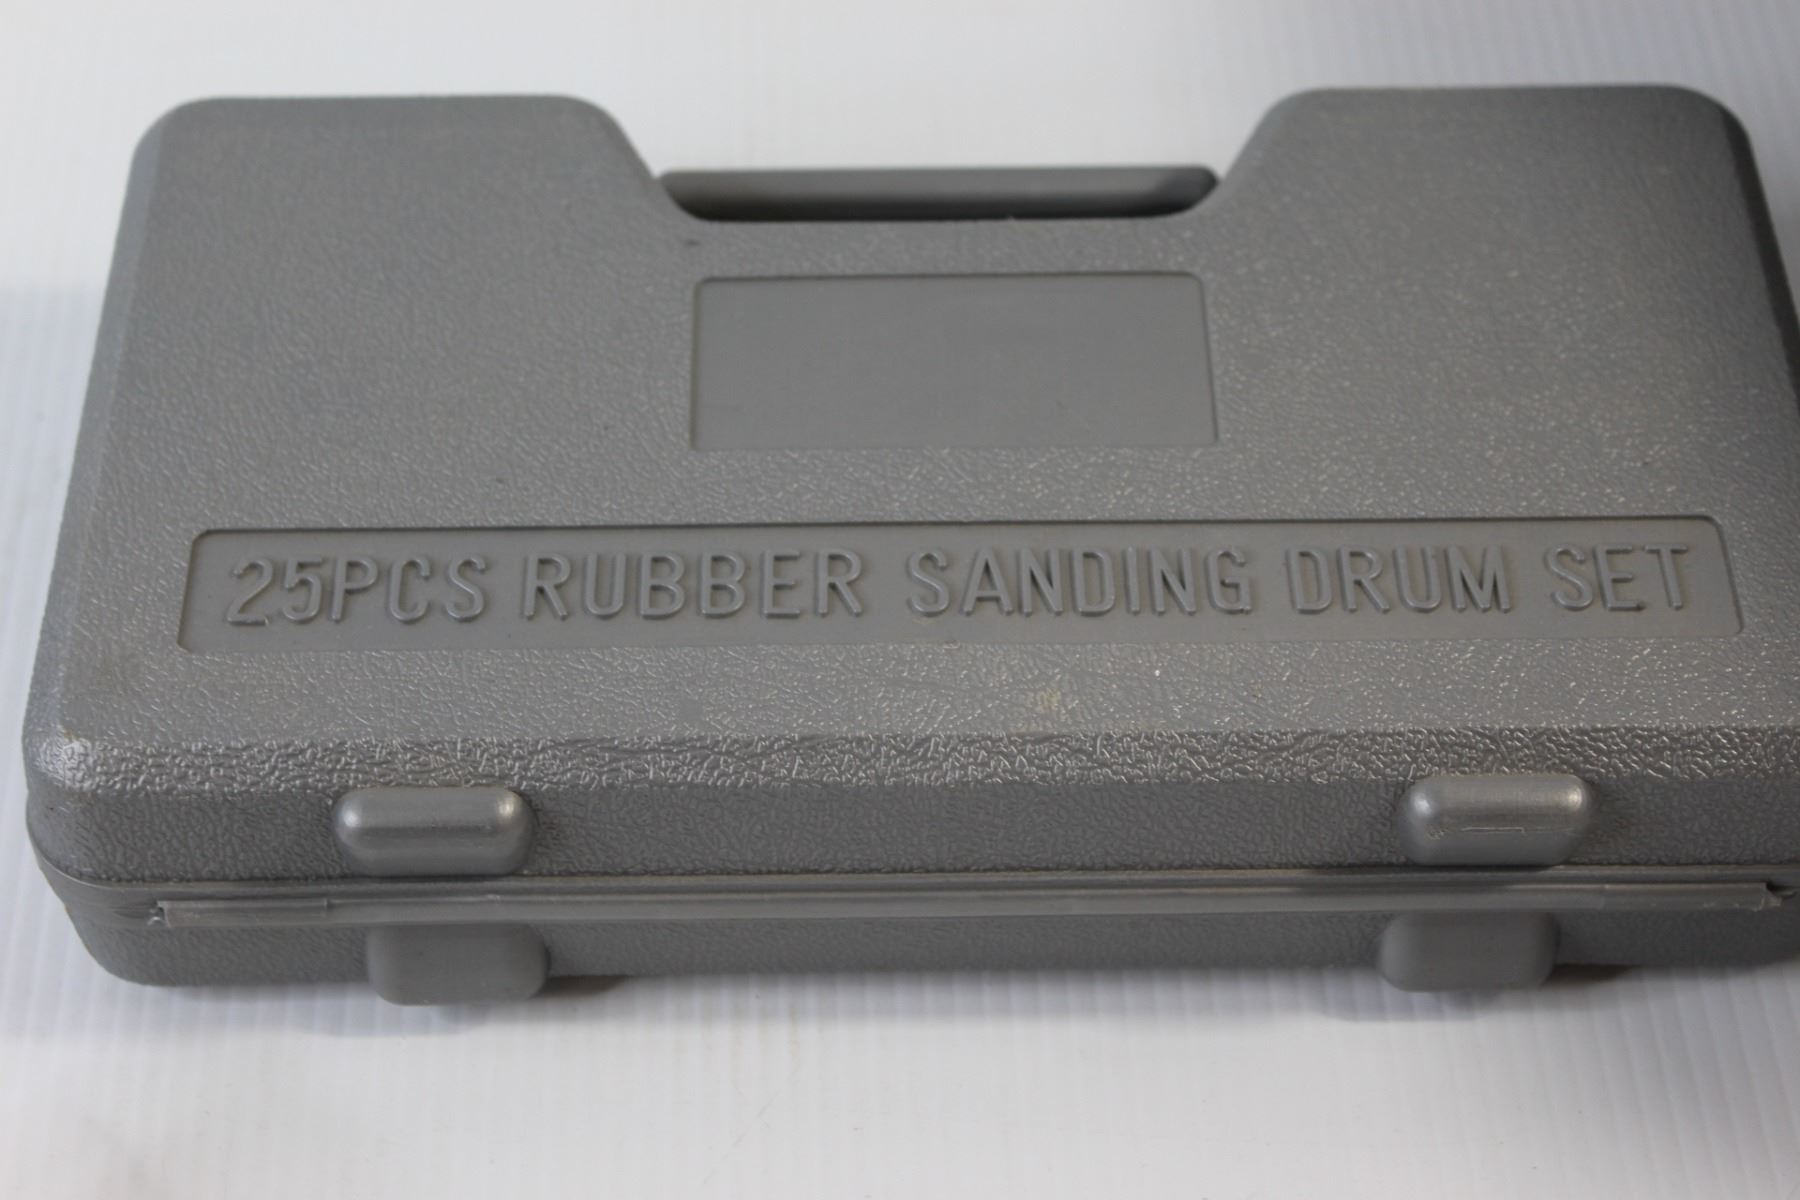 25PCS RUBBER SANDING DRUM SET